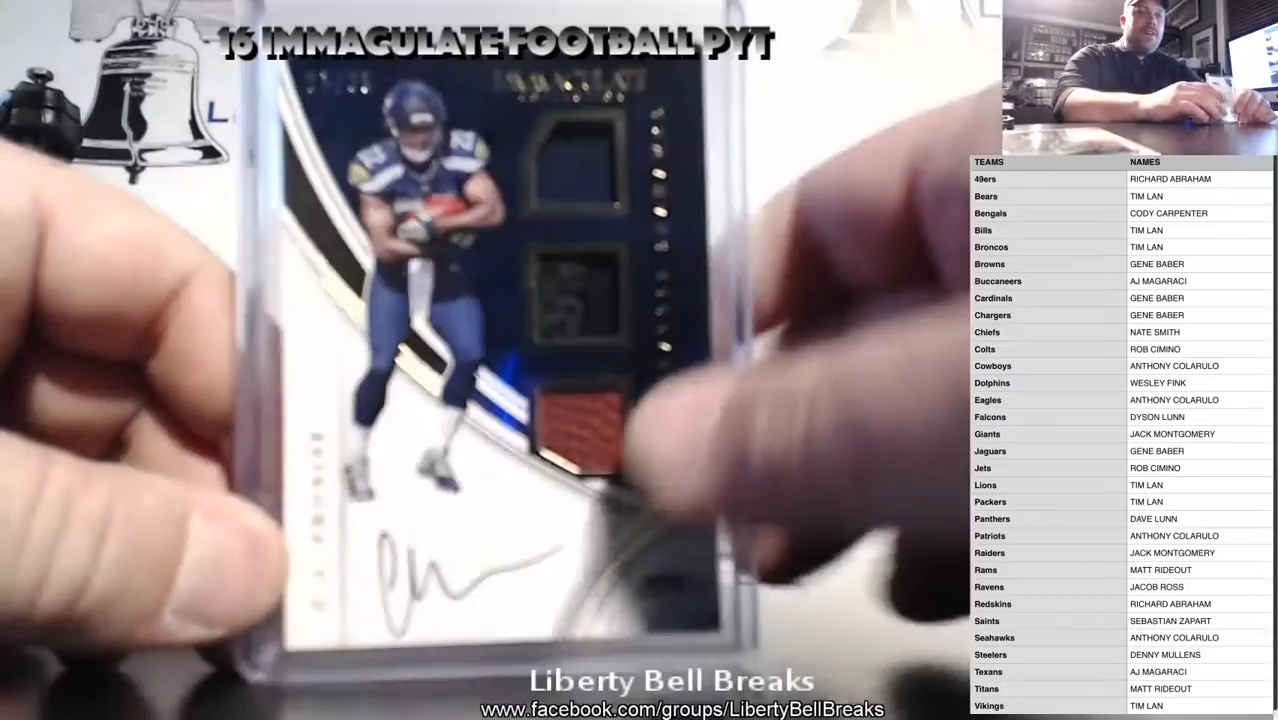 16 IMMACULATE FOOTBALL PYT
L
IMMACULATE
TEAMS NAMES
49ers RICHARD ABRAHAM
Bears TIM LAN
Bengals CODY CARPENTER
Bills TIM LAN
Broncos TIM LAN
Browns GENE BABER
Buccaneers AJ MAGARACI
Cardinals GENE BABER
Chargers GENE BABER
Chiefs NATE SMITH
Colts ROB CIMINO
Cowboys ANTHONY COLARULO
Dolphins WESLEY FINK
Eagles ANTHONY COLARULO
Falcons DYSON LUNN
Giants JACK MONTGOMERY
Jaguars GENE BABER
Jets ROB CIMINO
Lions TIM LAN
Packers TIM LAN
Panthers DAVE LUNN
Patriots ANTHONY COLARULO
Raiders JACK MONTGOMERY
Rams MATT RIDEOUT
Ravens JACOB ROSS
Redskins RICHARD ABRAHAM
Saints SEBASTIAN ZAPART
Seahawks ANTHONY COLARULO
Steelers DENNY MULLENS
Texans AJ MAGARACI
Titans MATT RIDEOUT
Vikings TIM LAN
Liberty Bell Breaks
www.facebook.com/groups/LibertyBellBreaks